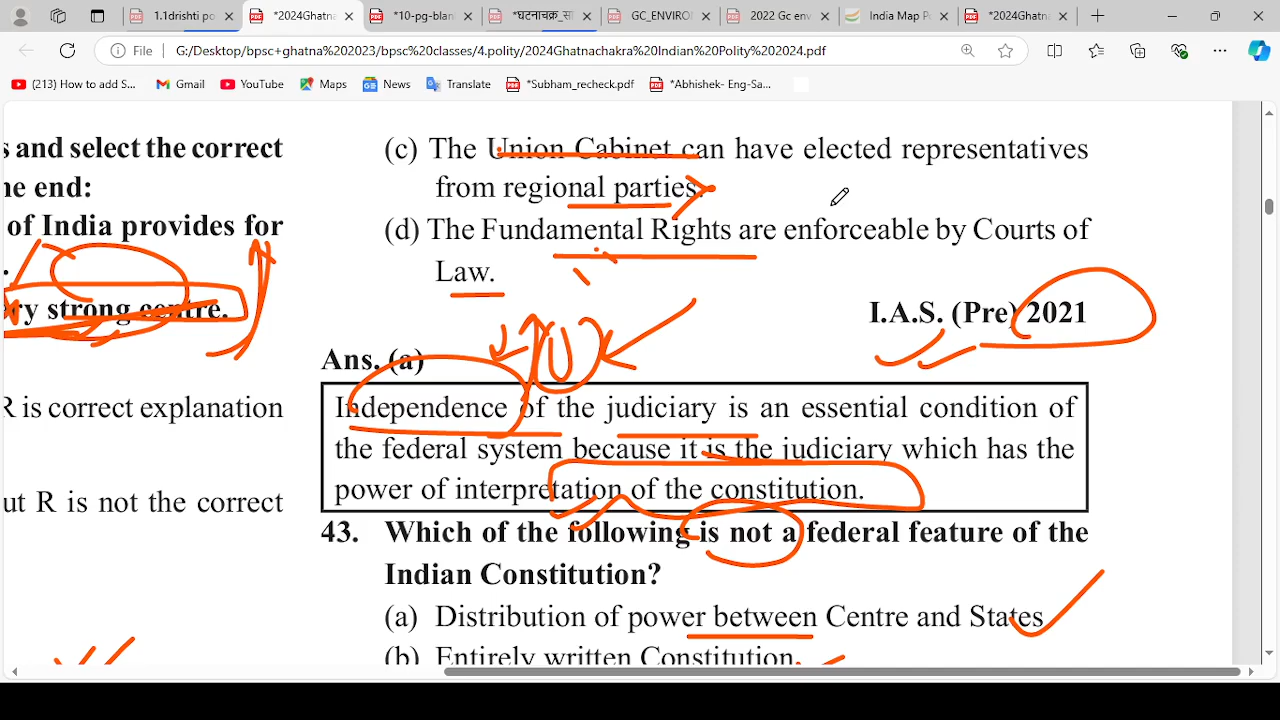 1.1drishti po
*2024Ghatna
*10-pg-blan
*घटनाचक्र_सा
GC_ENVIRO
2022 Gc env
India Map P
*2024Ghatna
File
G:/Desktop/bpsc+ghatna%202023/bpsc%20classes/4.polity/2024Ghatnachakra%20Indian%20Polity%202024.pdf
(213) How to add S...
Gmail
YouTube
Maps
News
Translate
*Subham_recheck.pdf
*Abhishek- Eng-Sa...
s and select the correct
ne end:
of India provides for
ry strong centre.
R is correct explanation
ut R is not the correct
(c) The Union Cabinet can have elected representatives
from regional parties.
(d) The Fundamental Rights are enforceable by Courts of
Law.
I.A.S. (Pre) 2021
Ans. (a)
Independence of the judiciary is an essential condition of
the federal system because it is the judiciary which has the
power of interpretation of the constitution.
43. Which of the following is not a federal feature of the
Indian Constitution?
(a) Distribution of power between Centre and States
(b) Entirely written Constitution